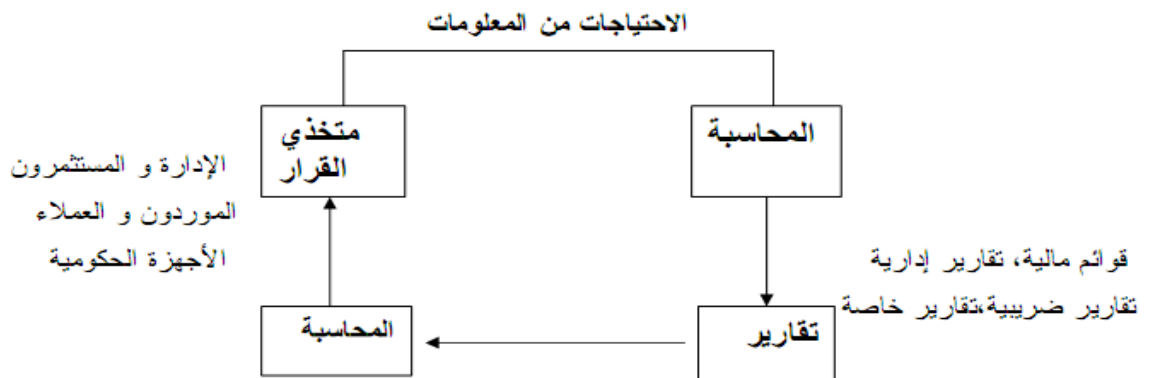 الاحتياجات من المعلومات
المحاسبة
متخذي
القرار
الإدارة و المستثمرون
الموردون و العملاء
الأجهزة الحكومية
قوائم مالية، تقارير إدارية
تقارير ضريبية،تقارير خاصة
تقارير
المحاسبة